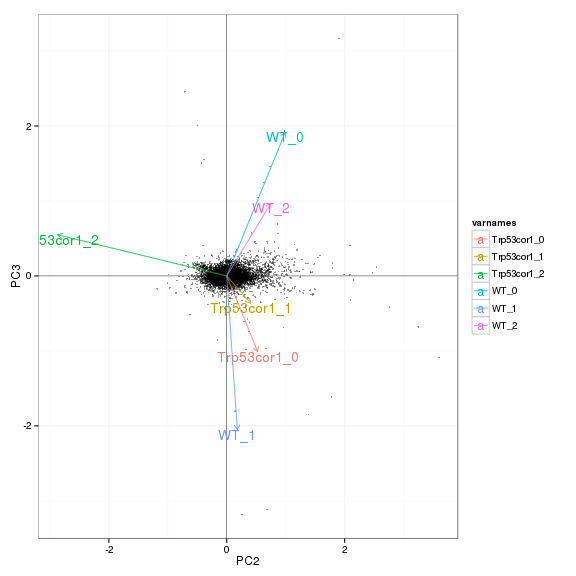 2
0
-2
PC3
-2
0
2
PC2
WT_0
WT_2
53cor1_2
Trp53cor1_1
Trp53cor1_0
WT_1
varnames
a Trp53cor1_0
a Trp53cor1_1
a Trp53cor1_2
a WT_0
a WT_1
a WT_2